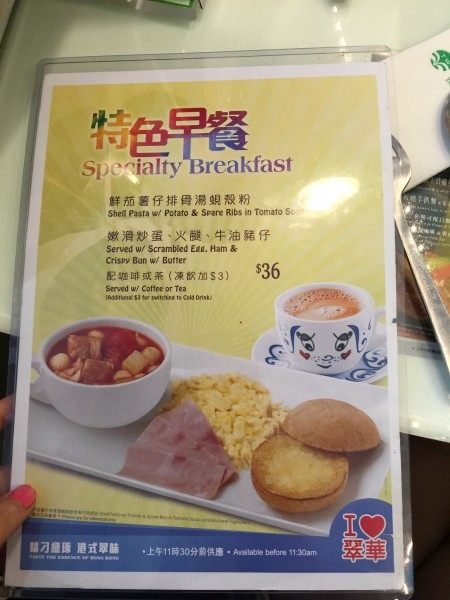 特色早餐
Specialty Breakfast
鮮茄薯仔排骨湯蜆殼粉
Shell Pasta w/ Potato & Spare Ribs in Tomato
嫩滑炒蛋、火腿、牛油豬仔
Served w/ Scrambled Egg, Ham &
Crispy Bun w/ Butter
$36
配咖啡或茶 (凍飲加$3)
Served w/ Coffee or Tea
(Additional $3 for switching to Cold Drink)
I ❤
翠華
精刁細琢 港式翠味
TASTE THE ESSENCE OF HONG KONG
•上午11時30分前供應 • Available before 11:30am